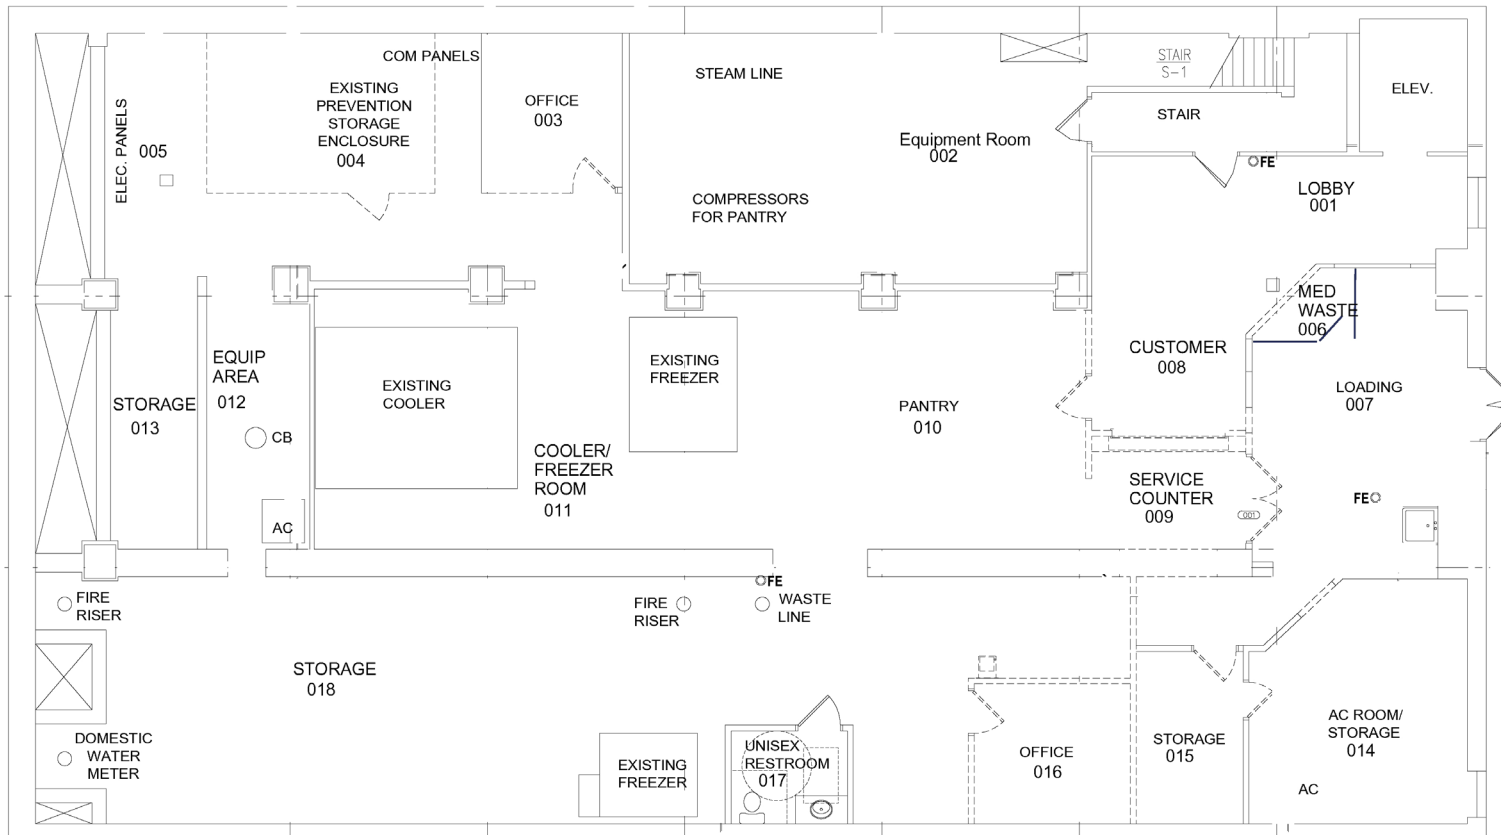 COM PANELS
STEAM LINE
STAIR
S-1
ELEV.
EXISTING
PREVENTION
STORAGE
ENCLOSURE
004
OFFICE
003
STAIR
ELEC. PANELS
005
Equipment Room
002
FE
LOBBY
001
COMPRESSORS
FOR PANTRY
MED
WASTE
006
EQUIP
AREA
012
EXISTING
COOLER
EXISTING
FREEZER
CUSTOMER
008
LOADING
007
STORAGE
013
PANTRY
010
CB
COOLER/
FREEZER
ROOM
011
SERVICE
COUNTER
009
001
FE
AC
FE
FIRE
RISER
FIRE
RISER
WASTE
LINE
STORAGE
018
DOMESTIC
WATER
METER
EXISTING
FREEZER
UNISEX
RESTROOM
017
OFFICE
016
STORAGE
015
AC ROOM/
STORAGE
014
AC